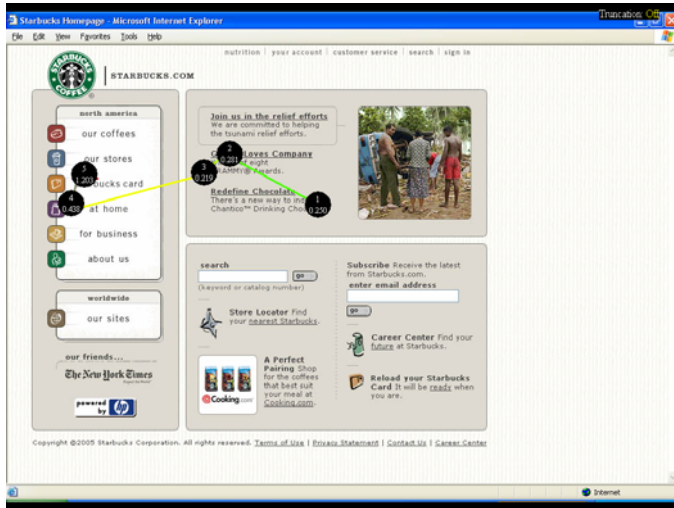 Truncation: Off
Starbucks Homepage - Microsoft Internet Explorer
File Edit View Favorites Tools Help
nutrition | your account | customer service | search | sign in
STARBUCKS COFFEE
STARBUCKS.COM
north america
our coffees
our stores
bucks card
at home
for business
about us
worldwide
our sites
our friends...
The New York Times
powered by hp
Join us in the relief efforts
We are committed to helping
the tsunami relief efforts.
Loves Company
of eight
GRAMMY® Awards.
Redefine Chocolate
There's a new way to
Chantico™ Drinking
1
0.250
2
0.281
3
0.219
4
0.438
5
1.203
search
go
(keyword or catalog number)
Store Locator Find
your nearest Starbucks.
A Perfect
Pairing Shop
for the coffees
that best suit
your meal at
Cooking.com.
Cooking.com
Subscribe Receive the latest
from Starbucks.com.
enter email address
go
Career Center Find your
future at Starbucks.
Reload your Starbucks
Card It will be ready when
you are.
Copyright ©2005 Starbucks Corporation. All rights reserved. Terms of Use | Privacy Statement | Contact Us | Career Center
Internet